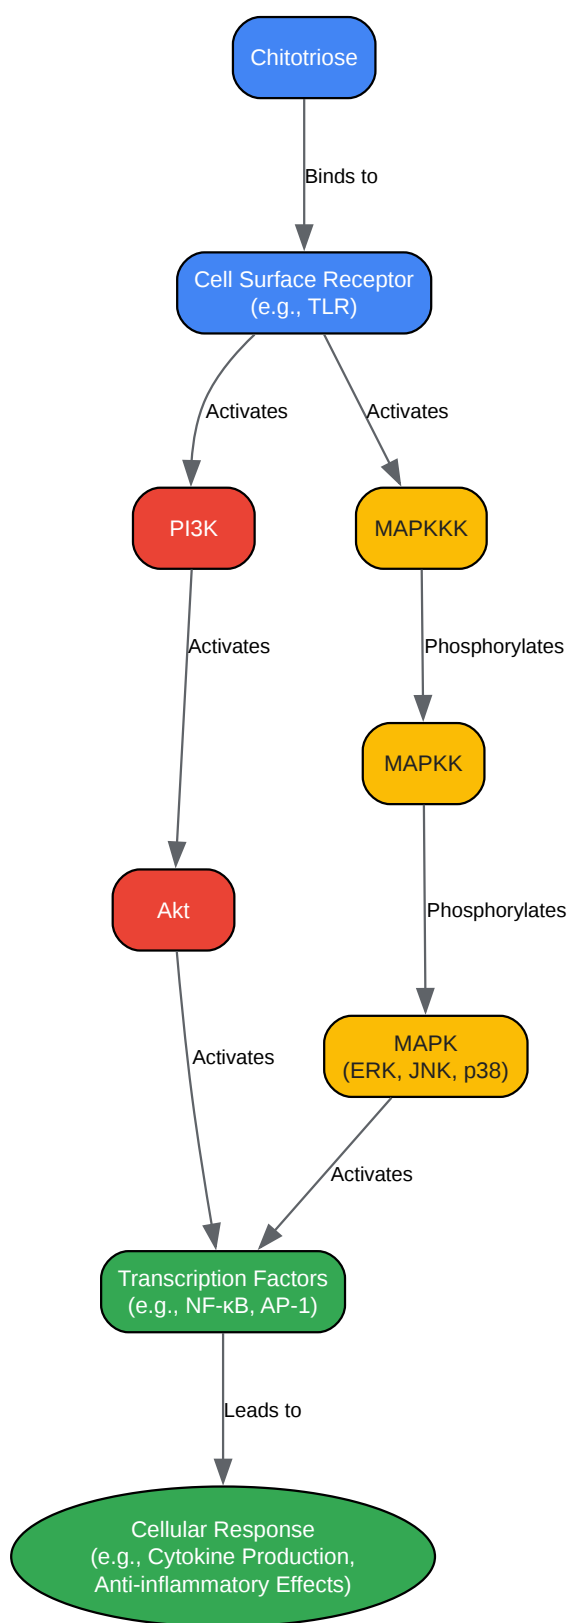 Chitotriose
Binds to
Cell Surface Receptor
(e.g., TLR)
Activates
Activates
PI3K
MAPKKK
Activates
Phosphorylates
MAPKK
Akt
Phosphorylates
MAPK
(ERK, JNK, p38)
Activates
Activates
Transcription Factors
(e.g., NF-κB, AP-1)
Leads to
Cellular Response
(e.g., Cytokine Production,
Anti-inflammatory Effects)